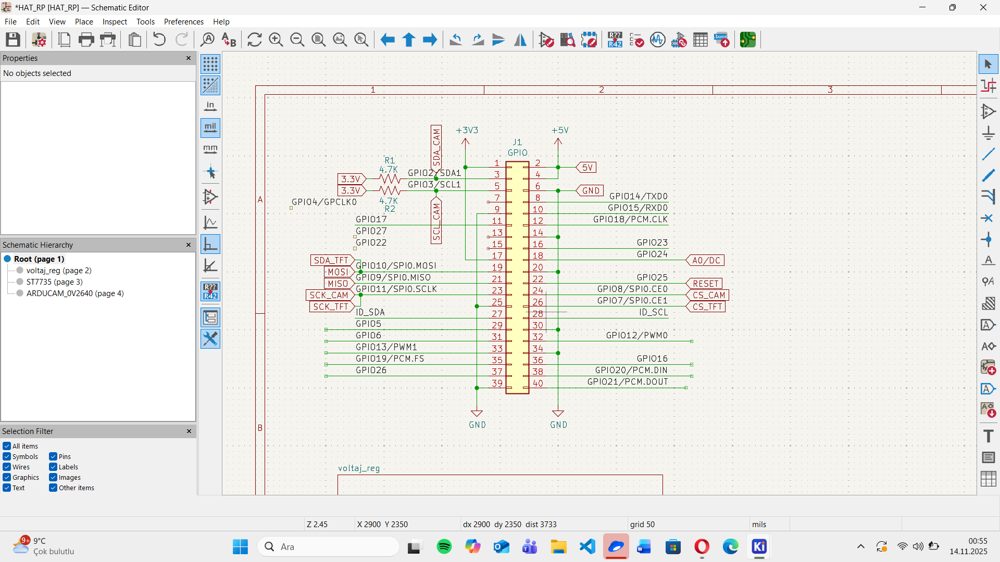 *HAT_RP [HAT_RP] — Schematic Editor
File Edit View Place Inspect Tools Preferences Help
Properties
No objects selected
Schematic Hierarchy
Root (page 1)
voltaj_reg (page 2)
ST7735 (page 3)
ARDUCAM_0V2640 (page 4)
Selection Filter
All items
Symbols Pins
Wires Labels
Graphics Images
Text Other items
in
mil
mm
R??
R42
R??
R42
.bom
1 2 3
A
B
+3V3 +5V
SDA_CAM
J1
GPIO
R1
4.7K
3.3V GPIO2/SDA1
3.3V GPIO3/SCL1
4.7K
R2
SCL_CAM
GPIO4/GPCLK0
GPIO17
GPIO27
GPIO22
SDA_TFT
MOSI GPIO10/SPI0.MOSI
MISO GPIO9/SPI0.MISO
SCK_CAM GPIO11/SPI0.SCLK
SCK_TFT
ID_SDA
GPIO5
GPIO6
GPIO13/PWM1
GPIO19/PCM.FS
GPIO26
1 2
3 4
5 6
7 8
9 10
11 12
13 14
15 16
17 18
19 20
21 22
23 24
25 26
27 28
29 30
31 32
33 34
35 36
37 38
39 40
5V
GND
GPIO14/TXD0
GPIO15/RXD0
GPIO18/PCM.CLK
GPIO23
GPIO24 A0/DC
GPIO25 RESET
GPIO8/SPI0.CE0 CS_CAM
GPIO7/SPI0.CE1 CS_TFT
ID_SCL
GPIO12/PWM0
GPIO16
GPIO20/PCM.DIN
GPIO21/PCM.DOUT
GND GND
voltaj_reg
Z 2.45 X 2900 Y 2350 dx 2900 dy 2350 dist 3733 grid 50 mils
9+
9°C
Çok bulutlu
Ara
Ki
00:55
14.11.2025